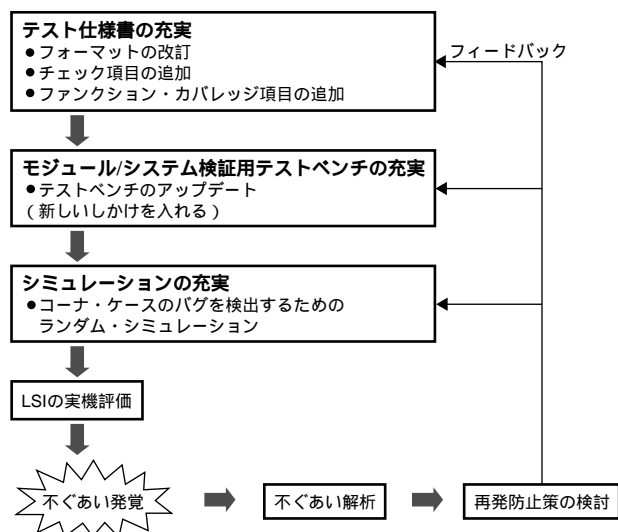 テスト仕様書の充実
●フォーマットの改訂
●チェック項目の追加
●ファンクション・カバレッジ項目の追加
フィードバック
モジュール/システム検証用テストベンチの充実
●テストベンチのアップデート
(新しいしかけを入れる)
シミュレーションの充実
●コーナ・ケースのバグを検出するための
ランダム・シミュレーション
LSIの実機評価
不ぐあい発覚
不ぐあい解析
再発防止策の検討